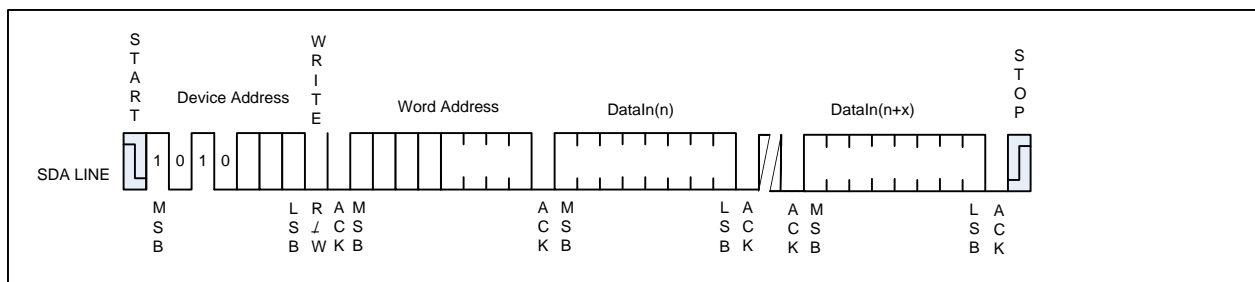 START
WRITE
STOP
Device Address
Word Address
DataIn(n)
DataIn(n+x)
SDA LINE
1 0 1 0
MSB
LSB
R/W
ACK
MSB
ACK
MSB
LSB
ACK
ACK
MSB
LSB
ACK